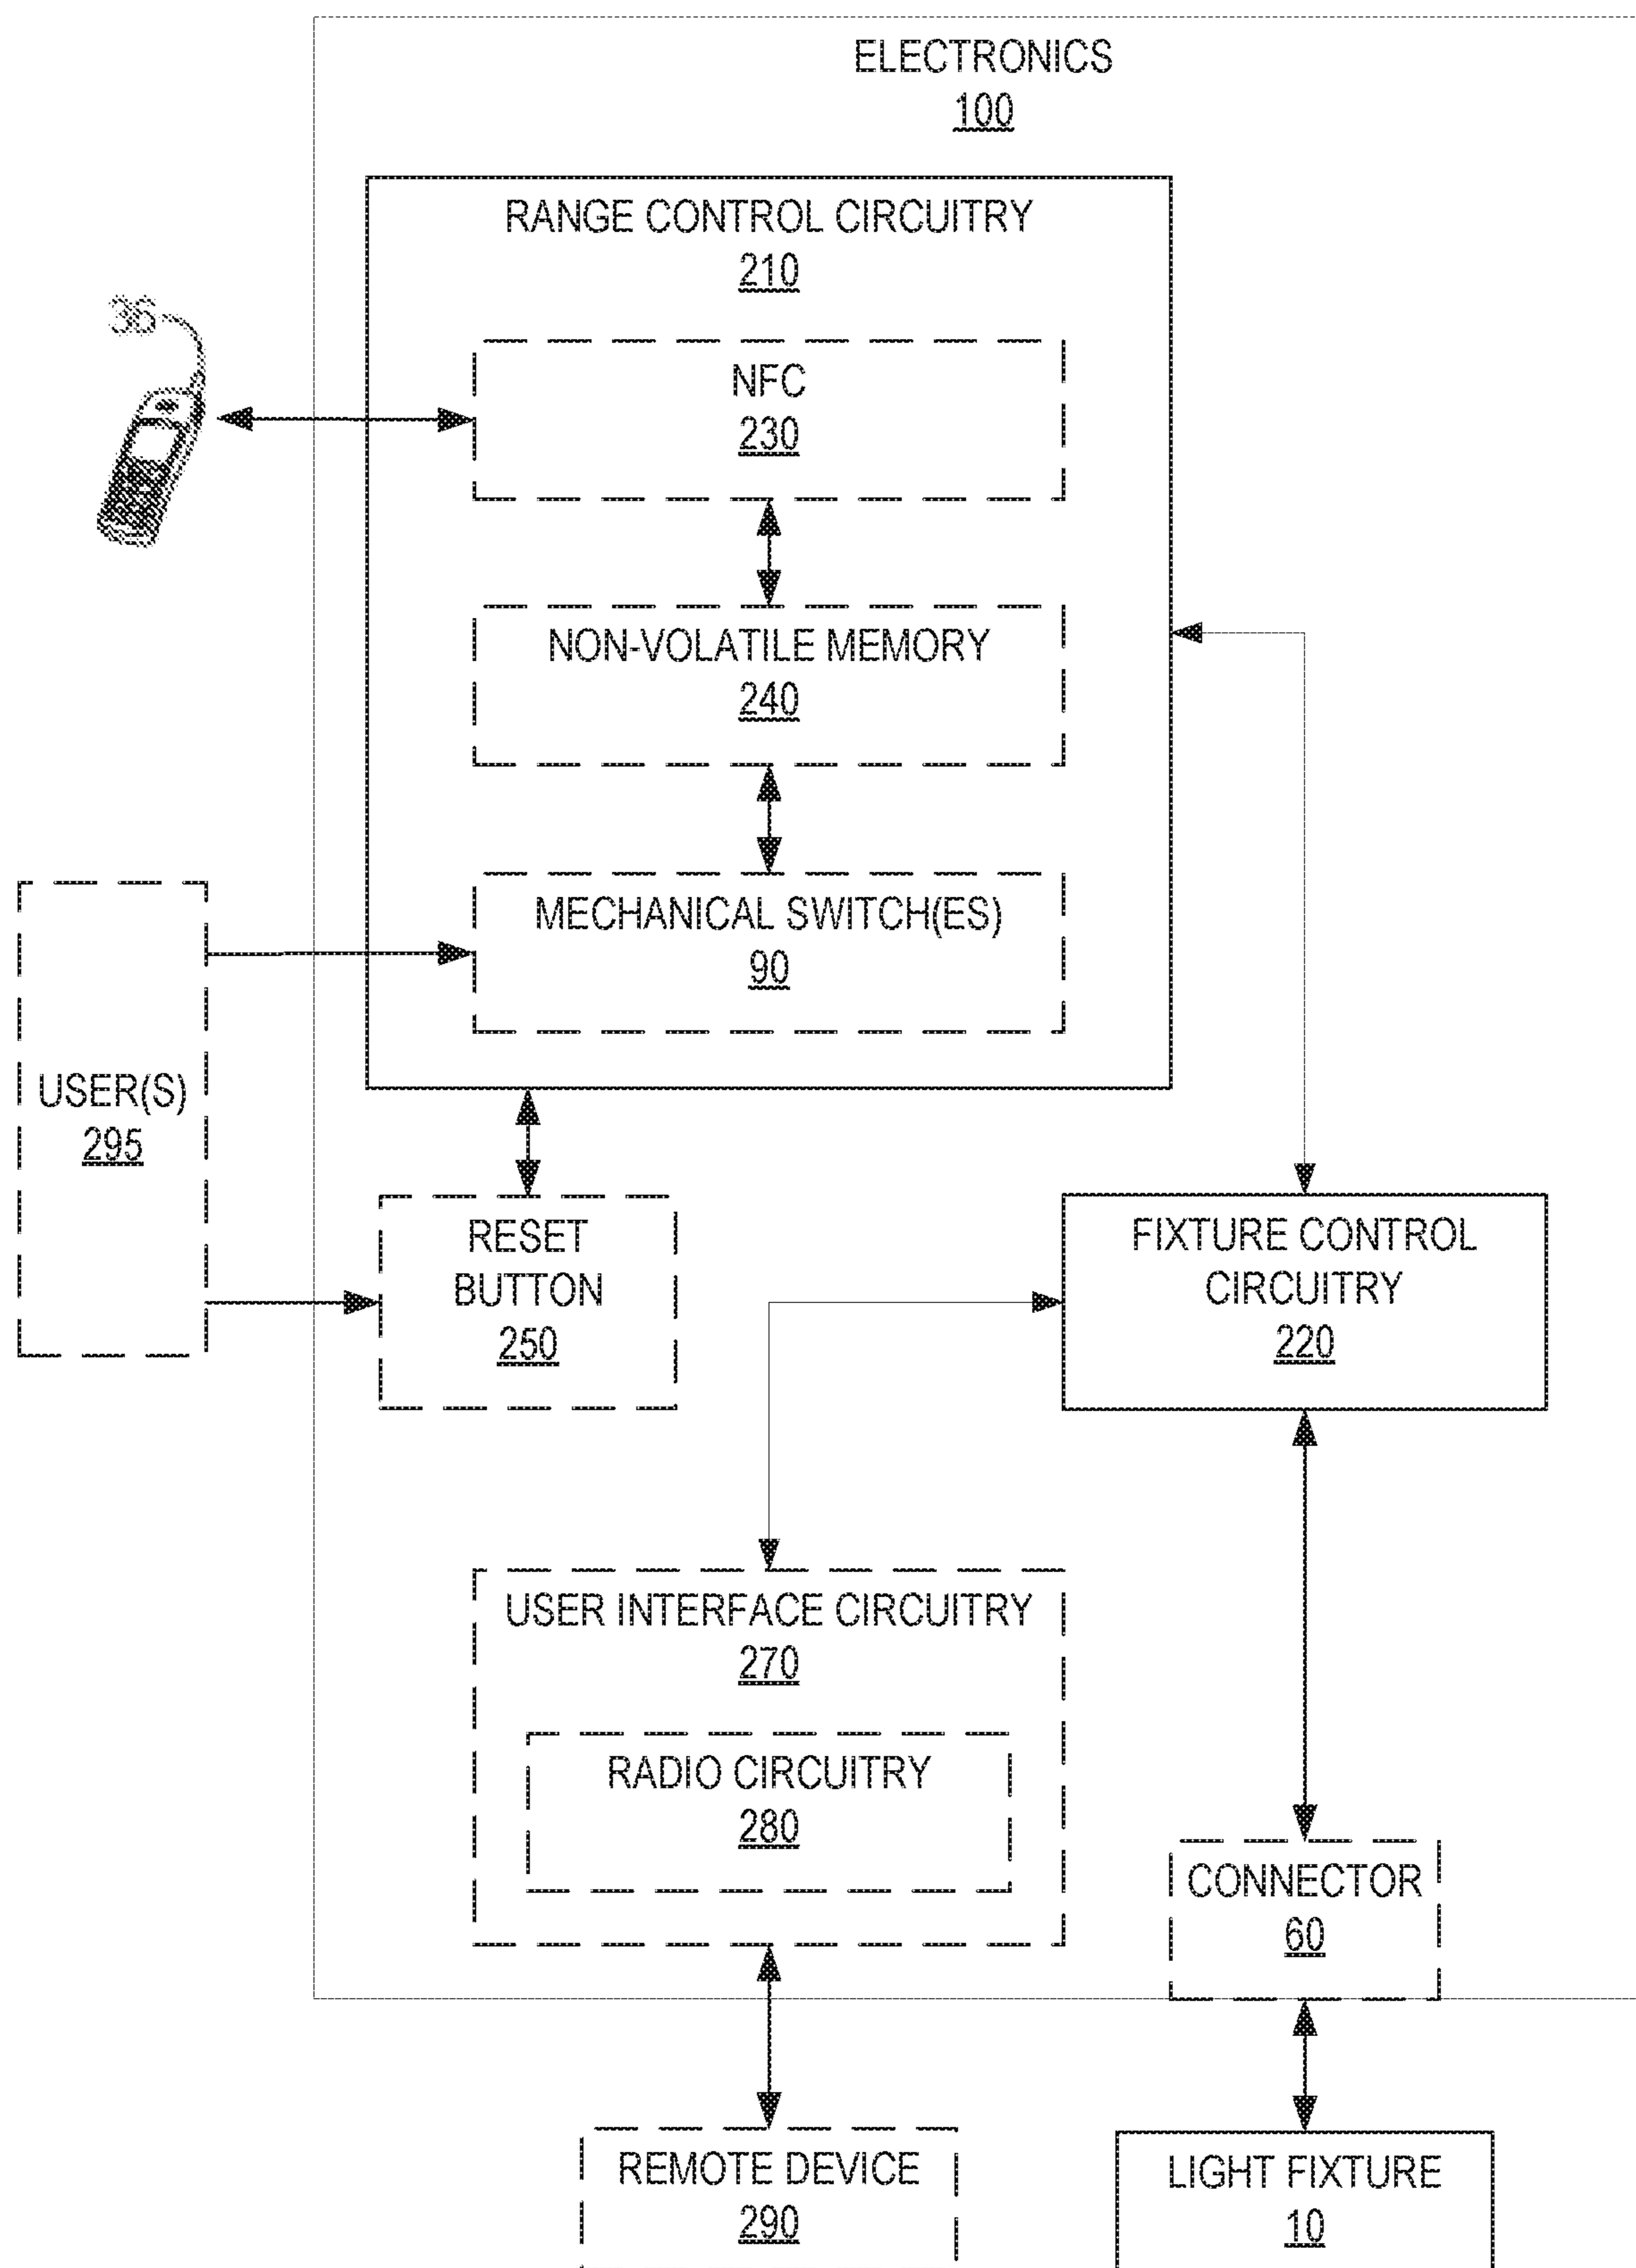 ELECTRONICS
100
RANGE CONTROL CIRCUITRY
210
36
NFC
230
NON-VOLATILE MEMORY
240
MECHANICAL SWITCH(ES)
90
USER(S)
295
RESET
BUTTON
250
FIXTURE CONTROL
CIRCUITRY
220
USER INTERFACE CIRCUITRY
270
RADIO CIRCUITRY
280
CONNECTOR
60
REMOTE DEVICE
290
LIGHT FIXTURE
10